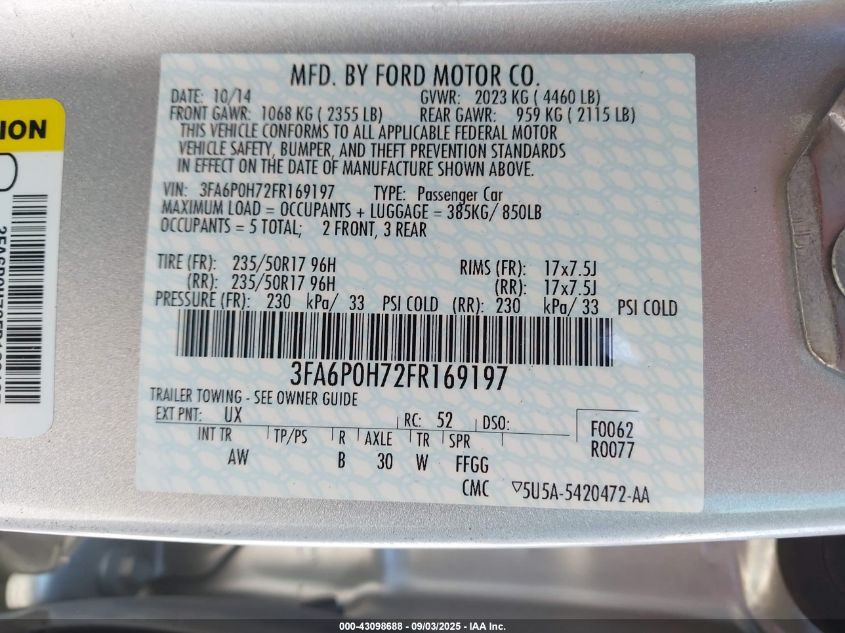 MFD. BY FORD MOTOR CO.
DATE: 10/14 GVWR: 2023 KG ( 4460 LB)
FRONT GAWR: 1068 KG ( 2355 LB) REAR GAWR: 959 KG ( 2115 LB)
THIS VEHICLE CONFORMS TO ALL APPLICABLE FEDERAL MOTOR
VEHICLE SAFETY, BUMPER, AND THEFT PREVENTION STANDARDS
IN EFFECT ON THE DATE OF MANUFACTURE SHOWN ABOVE.
VIN: 3FA6P0H72FR169197 TYPE: Passenger Car
MAXIMUM LOAD = OCCUPANTS + LUGGAGE = 385KG/ 850LB
OCCUPANTS = 5 TOTAL; 2 FRONT, 3 REAR
TIRE (FR): 235/50R17 96H RIMS (FR): 17x7.5J
(RR): 235/50R17 96H (RR): 17x7.5J
PRESSURE (FR): 230 kPa/ 33 PSI COLD (RR): 230 kPa/ 33 PSI COLD
3FA6P0H72FR169197
TRAILER TOWING - SEE OWNER GUIDE
EXT PNT: UX RC: 52 DSO: F0062
R0077
INT TR TP/PS R AXLE TR SPR
AW B 30 W FFGG
CMC ▽5U5A-5420472-AA
ION
000-43098688 - 09/03/2025 - IAA Inc.